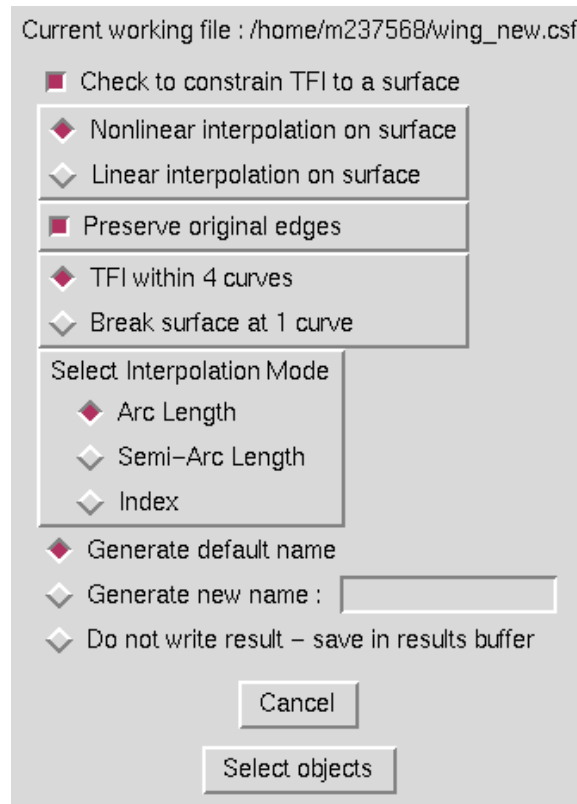 Current working file : /home/m237568/wing_new.csf
Check to constrain TFI to a surface
Nonlinear interpolation on surface
Linear interpolation on surface
Preserve original edges
TFI within 4 curves
Break surface at 1 curve
Select Interpolation Mode
Arc Length
Semi-Arc Length
Index
Generate default name
Generate new name :
Do not write result – save in results buffer
Cancel
Select objects